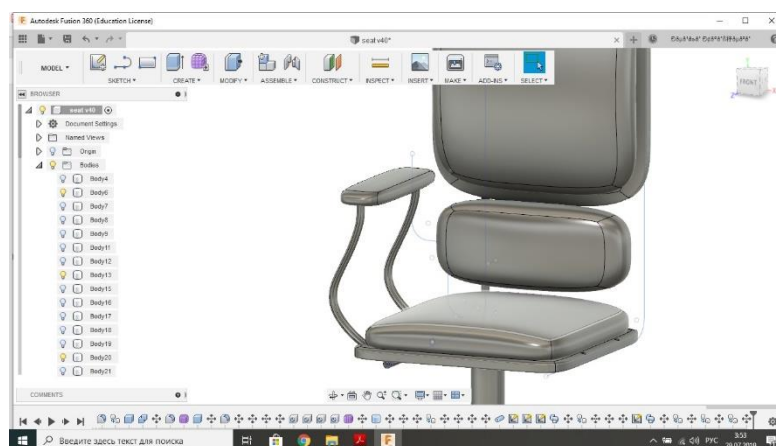 Autodesk Fusion 360 (Education License)
seat v40*
MODEL
SKETCH CREATE MODIFY ASSEMBLE CONSTRUCT INSPECT INSERT MAKE ADD-INS SELECT
FRONT
BROWSER
seat v40
Document Settings
Named Views
Origin
Bodies
Body4
Body6
Body7
Body8
Body9
Body11
Body12
Body13
Body15
Body16
Body17
Body18
Body19
Body20
Body21
COMMENTS
Введите здесь текст для поиска
РУС
3:53